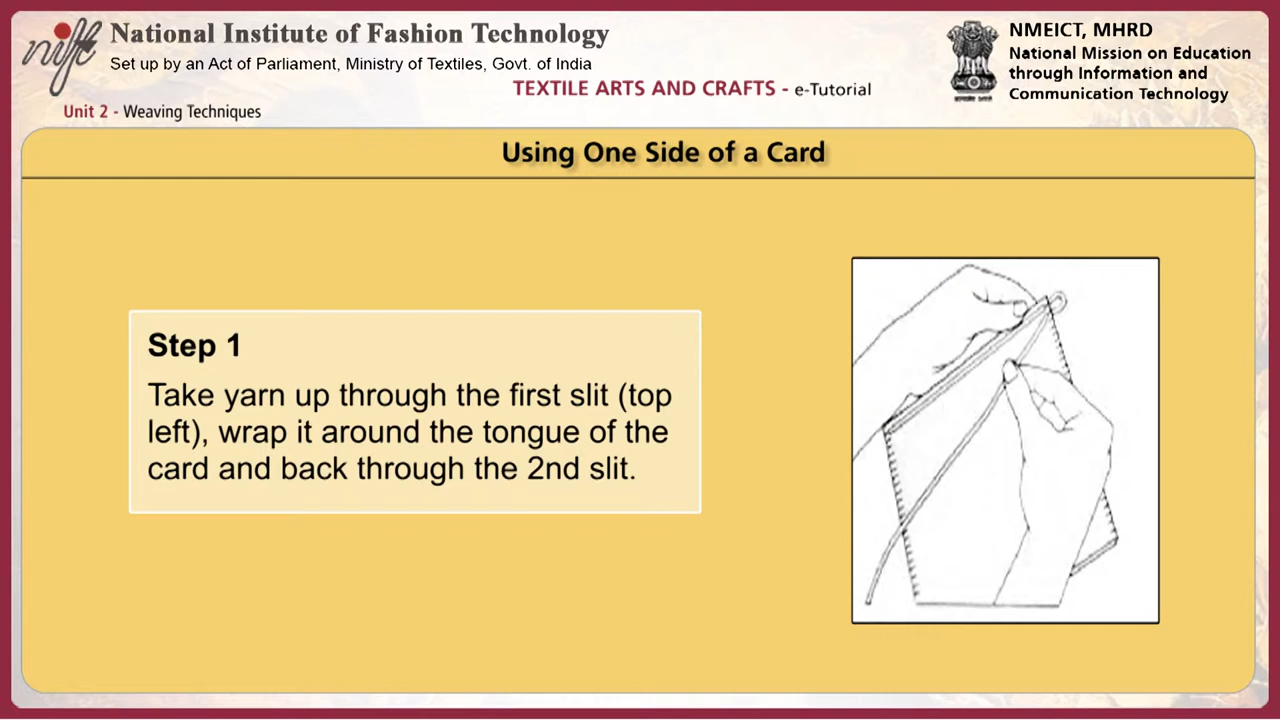 nift
National Institute of Fashion Technology
Set up by an Act of Parliament, Ministry of Textiles, Govt. of India
TEXTILE ARTS AND CRAFTS - e-Tutorial
Unit 2 - Weaving Techniques
NMEICT, MHRD
National Mission on Education
through Information and
Communication Technology
Using One Side of a Card
Step 1
Take yarn up through the first slit (top
left), wrap it around the tongue of the
card and back through the 2nd slit.